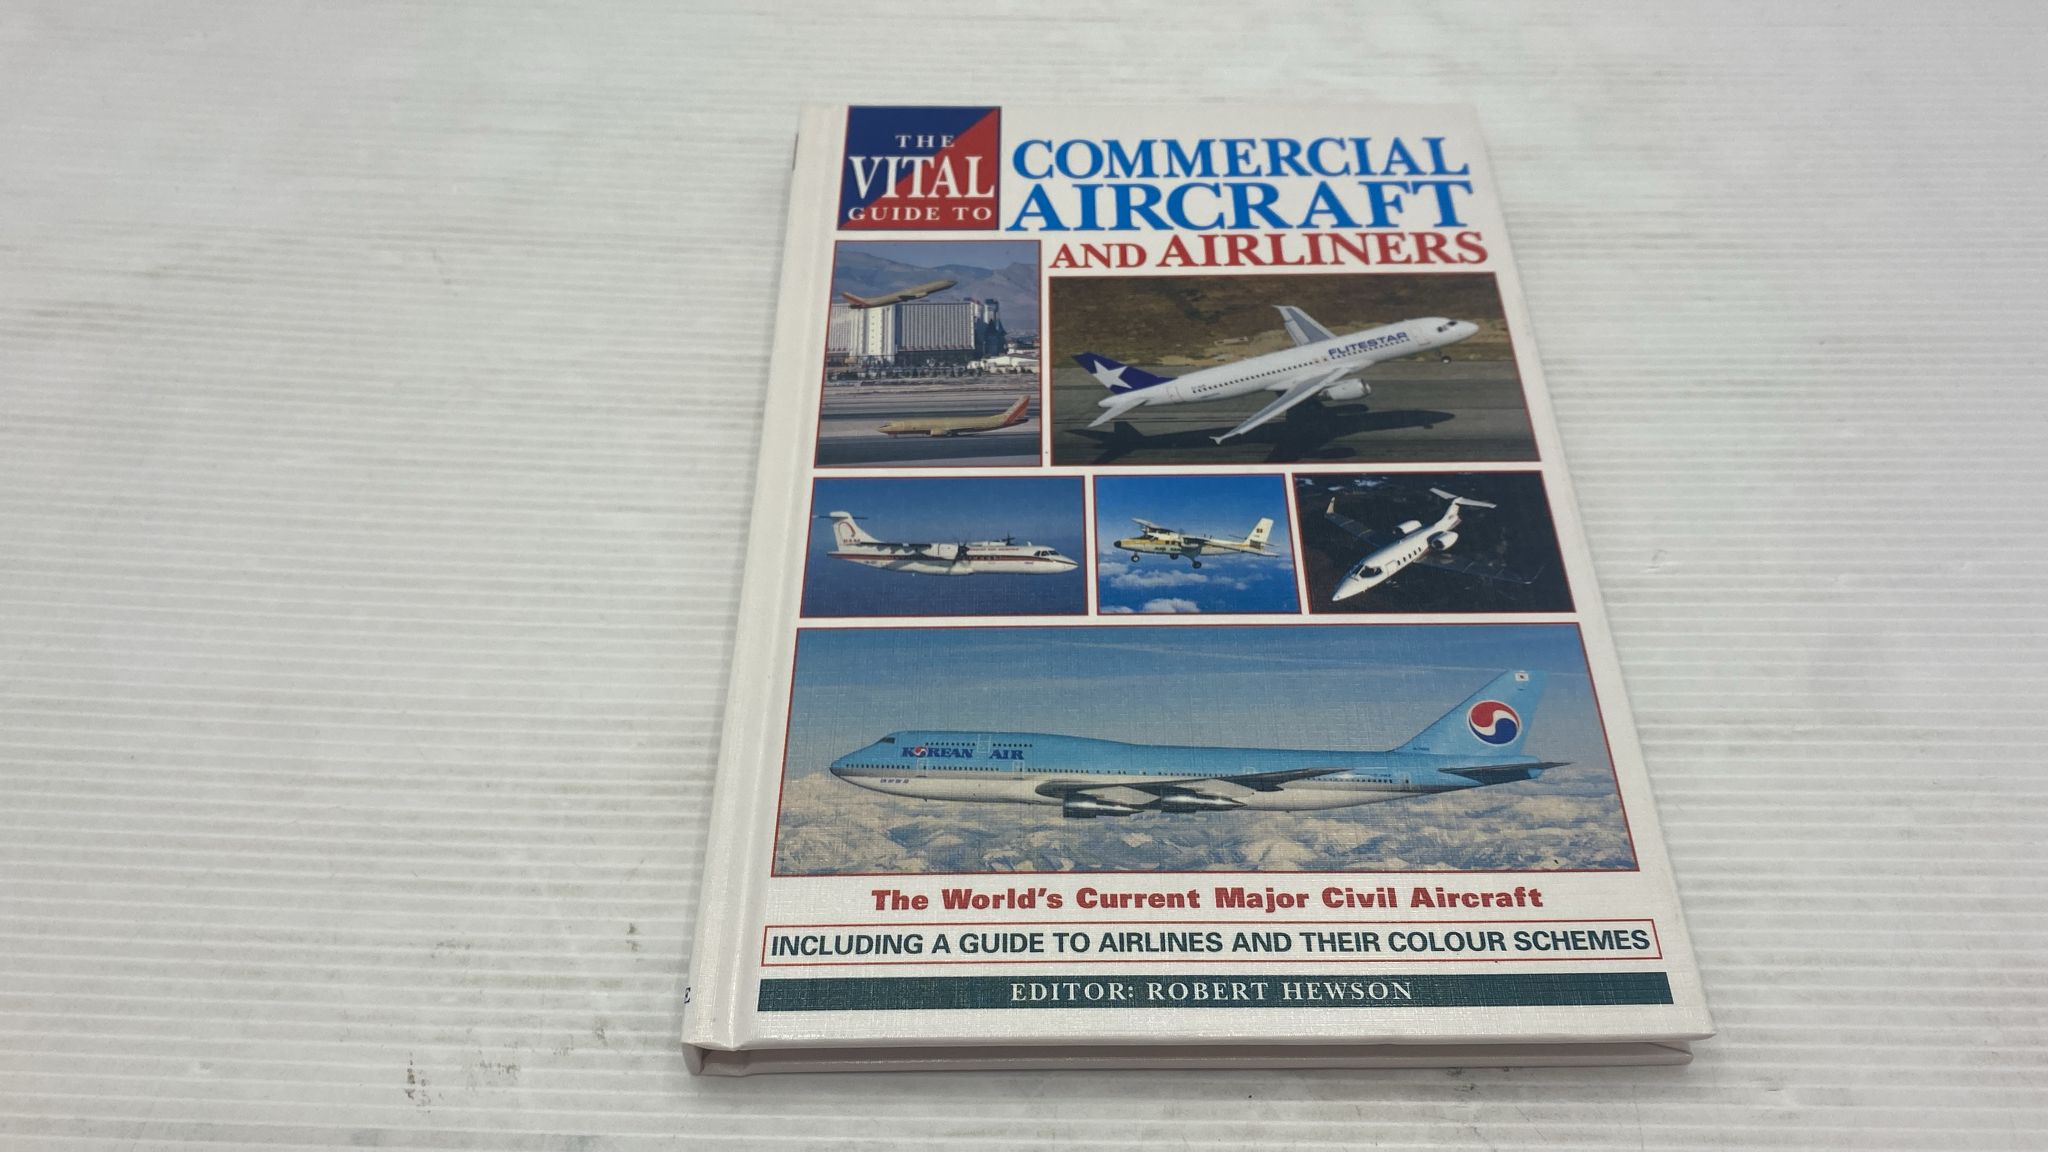 THE
VITAL
GUIDE TO
COMMERCIAL
AIRCRAFT
AND AIRLINERS
FLITESTAR
KOREAN AIR
The World's Current Major Civil Aircraft
INCLUDING A GUIDE TO AIRLINES AND THEIR COLOUR SCHEMES
EDITOR: ROBERT HEWSON
E